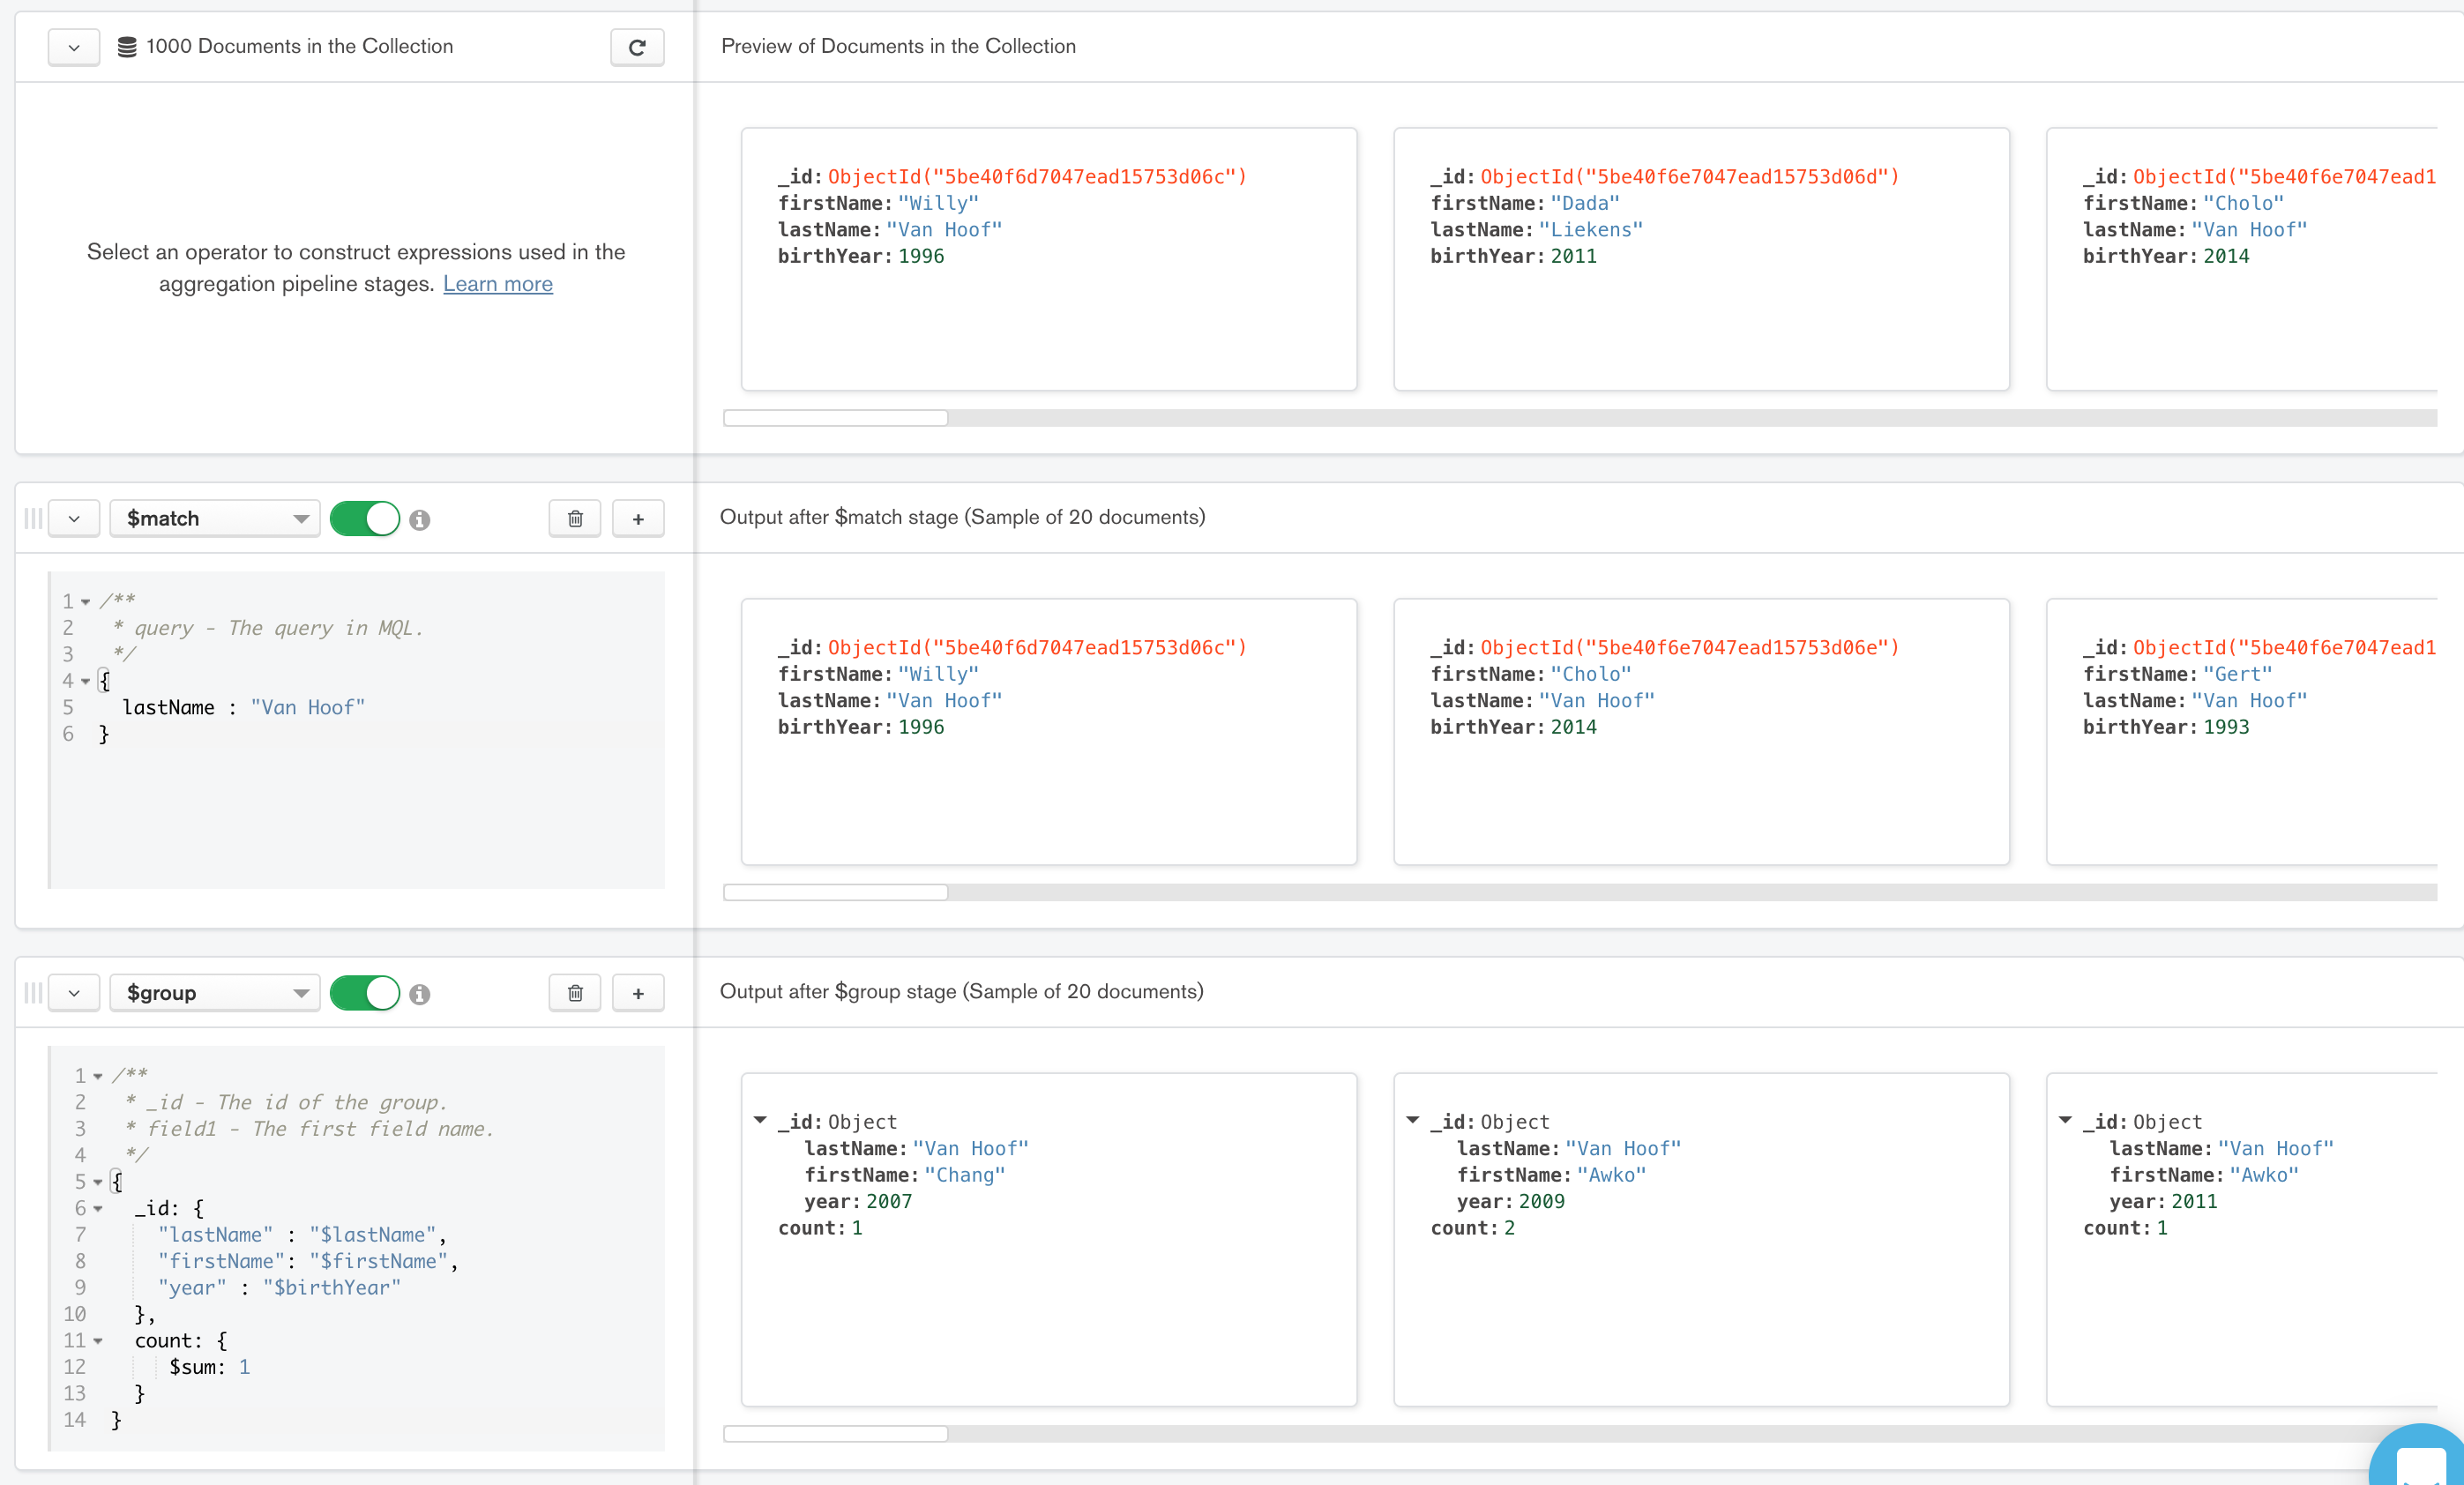 1000 Documents in the Collection
Preview of Documents in the Collection
Select an operator to construct expressions used in the
aggregation pipeline stages. Learn more
_id: ObjectId("5be40f6d7047ead15753d06c")
firstName: "Willy"
lastName: "Van Hoof"
birthYear: 1996
_id: ObjectId("5be40f6e7047ead15753d06d")
firstName: "Dada"
lastName: "Liekens"
birthYear: 2011
_id: ObjectId("5be40f6e7047ead1
firstName: "Cholo"
lastName: "Van Hoof"
birthYear: 2014
$match
Output after $match stage (Sample of 20 documents)
1 /**
2 * query - The query in MQL.
3 */
4 {
5 lastName : "Van Hoof"
6 }
_id: ObjectId("5be40f6d7047ead15753d06c")
firstName: "Willy"
lastName: "Van Hoof"
birthYear: 1996
_id: ObjectId("5be40f6e7047ead15753d06e")
firstName: "Cholo"
lastName: "Van Hoof"
birthYear: 2014
_id: ObjectId("5be40f6e7047ead1
firstName: "Gert"
lastName: "Van Hoof"
birthYear: 1993
$group
Output after $group stage (Sample of 20 documents)
1 /**
2 * _id - The id of the group.
3 * field1 - The first field name.
4 */
5 {
6 _id: {
7 "lastName" : "$lastName",
8 "firstName": "$firstName",
9 "year" : "$birthYear"
10 },
11 count: {
12 $sum: 1
13 }
14 }
_id: Object
lastName: "Van Hoof"
firstName: "Chang"
year: 2007
count: 1
_id: Object
lastName: "Van Hoof"
firstName: "Awko"
year: 2009
count: 2
_id: Object
lastName: "Van Hoof"
firstName: "Awko"
year: 2011
count: 1